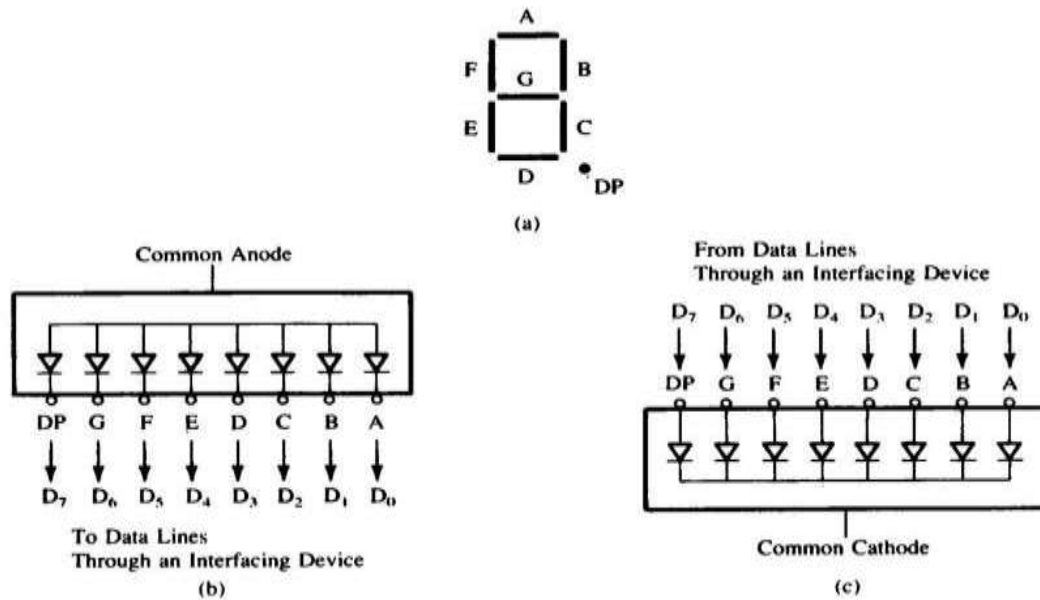 A
F
B
G
E
C
D
DP
(a)
Common Anode
DP G F E D C B A
D₇ D₆ D₅ D₄ D₃ D₂ D₁ D₀
To Data Lines
Through an Interfacing Device
(b)
From Data Lines
Through an Interfacing Device
D₇ D₆ D₅ D₄ D₃ D₂ D₁ D₀
DP G F E D C B A
Common Cathode
(c)